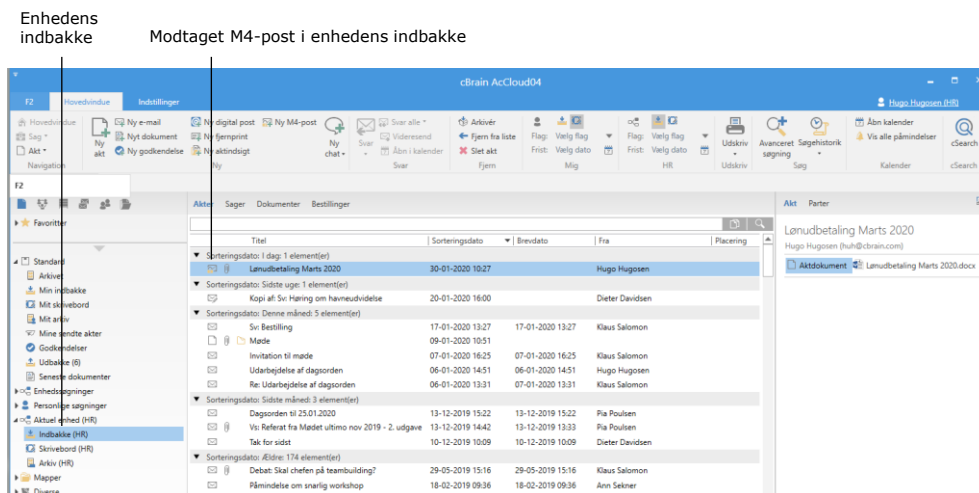 Enhedens
indbakke
Modtaget M4-post i enhedens indbakke
cBrain AcCloud04
F2 Hovedvindue Indstillinger
Hugo Hugosen (HR)
Hovedvindue
Sag
Akt
Navigation
Ny
akt
Ny e-mail
Nyt dokument
Ny godkendelse
Ny digital post
Ny fjernprint
Ny aktindsigt
Ny M4-post
Ny
chat
Ny
Svar
Svar alle
Videresend
Åbn i kalender
Svar
Arkivér
Fjern fra liste
Slet akt
Fjern
Flag: Vælg flag
Frist: Vælg dato
Mig
Flag: Vælg flag
Frist: Vælg dato
HR
Udskriv
Udskriv
Avanceret
søgning
Søgehistorik
Søg
Åbn kalender
Vis alle påmindelser
Kalender
cSearch
cSearch
F2
Favoritter
Standard
Arkivet
Min indbakke
Mit skrivebord
Mit arkiv
Mine sendte akter
Godkendelser
Udbakke (6)
Seneste dokumenter
Enhedssøgninger
Personlige søgninger
Aktuel enhed (HR)
Indbakke (HR)
Skrivebord (HR)
Arkiv (HR)
Mapper
Diverse
Akter Sager Dokumenter Bestillinger
Titel Sorteringsdato Brevdato Fra Placering
Sorteringsdato: I dag: 1 element(er)
Lønudbetaling Marts 2020 30-01-2020 10:27 Hugo Hugosen
Sorteringsdato: Sidste uge: 1 element(er)
Kopi af: Sv: Høring om havneudvidelse 20-01-2020 16:00 Dieter Davidsen
Sorteringsdato: Denne måned: 5 element(er)
Sv: Bestilling 17-01-2020 13:27 17-01-2020 13:27 Klaus Salomon
Møde 09-01-2020 10:51
Invitation til møde 07-01-2020 16:25 07-01-2020 16:25 Klaus Salomon
Udarbejdelse af dagsorden 06-01-2020 14:51 06-01-2020 14:51 Hugo Hugosen
Re: Udarbejdelse af dagsorden 06-01-2020 13:31 07-01-2020 13:31 Klaus Salomon
Sorteringsdato: Sidste måned: 3 element(er)
Dagsorden til 25.01.2020 13-12-2019 15:22 13-12-2019 15:22 Pia Poulsen
Vs: Referat fra Mødet ultimo nov 2019 - 2. udgave 13-12-2019 14:42 13-12-2019 13:33 Pia Poulsen
Tak for sidst 10-12-2019 10:09 10-12-2019 10:09 Dieter Davidsen
Sorteringsdato: Ældre: 174 element(er)
Debat: Skal chefen på teambuilding? 29-05-2019 15:16 29-05-2019 15:16 Klaus Salomon
Påmindelse om snarlig workshop 18-02-2019 09:36 18-02-2019 09:36 Ann Sekner
Akt Parter
Lønudbetaling Marts 2020
Hugo Hugosen (huh@cbrain.com)
Aktdokument Lønudbetaling Marts 2020.docx